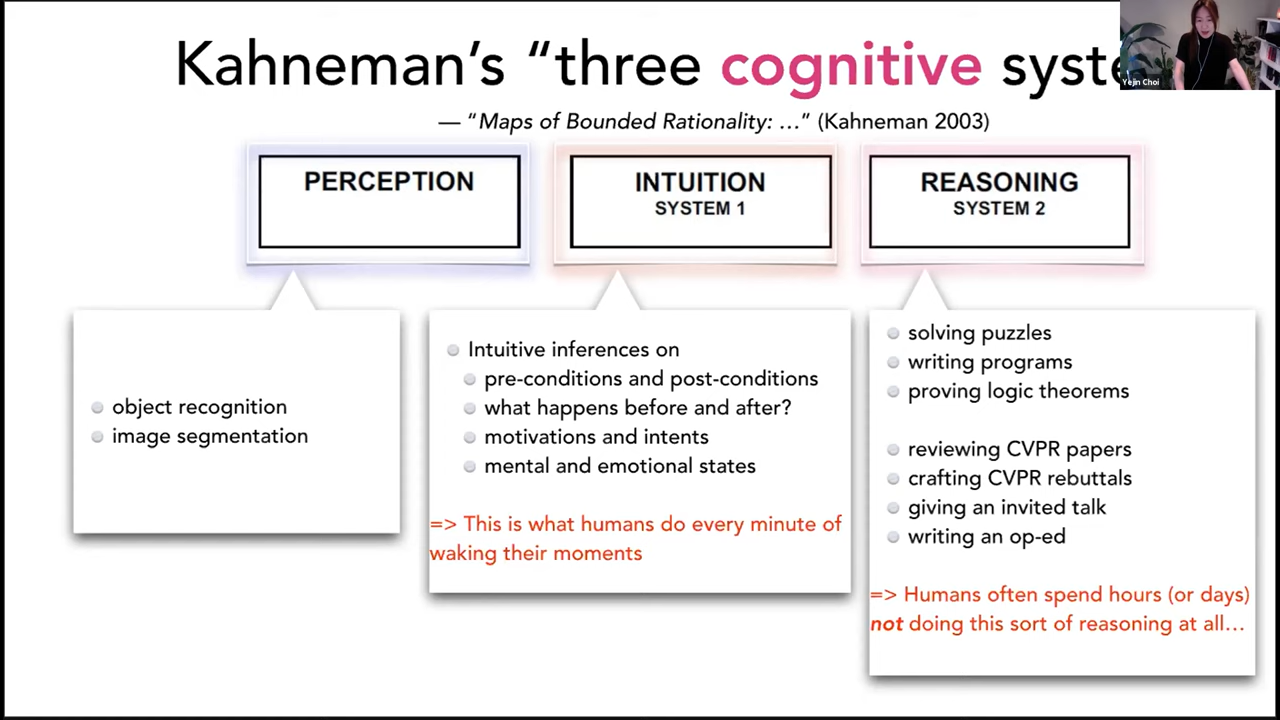 Kahneman's "three cognitive syste
Yejin Choi
— "Maps of Bounded Rationality: ..." (Kahneman 2003)
PERCEPTION
INTUITION
SYSTEM 1
REASONING
SYSTEM 2
object recognition
image segmentation
Intuitive inferences on
pre-conditions and post-conditions
what happens before and after?
motivations and intents
mental and emotional states
=> This is what humans do every minute of
waking their moments
solving puzzles
writing programs
proving logic theorems
reviewing CVPR papers
crafting CVPR rebuttals
giving an invited talk
writing an op-ed
=> Humans often spend hours (or days)
not doing this sort of reasoning at all…